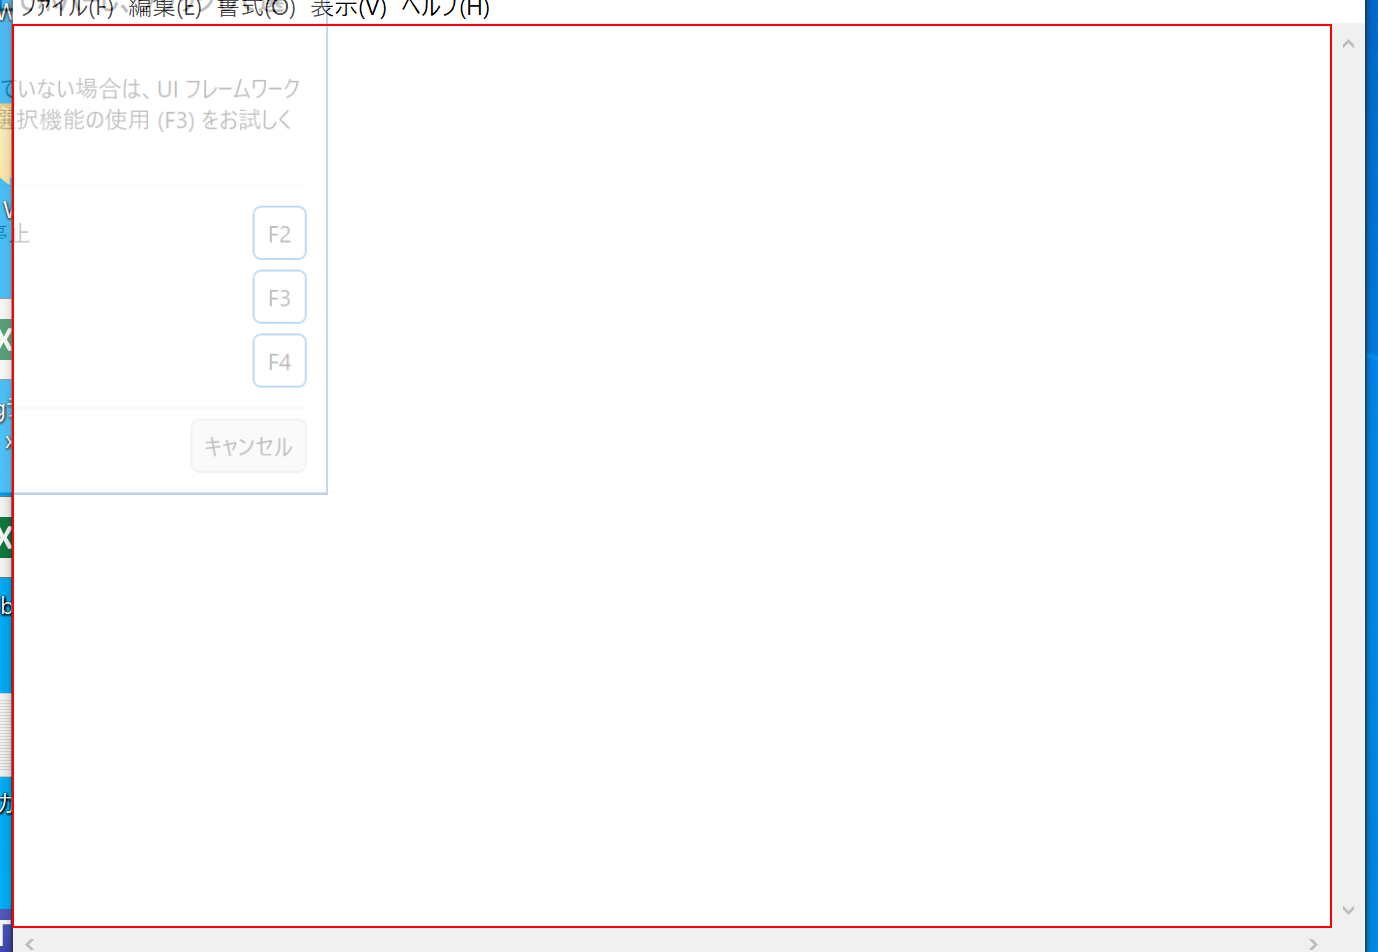 ファイル(F) 編集(E) 書式(O) 表示(V) ヘルプ(H)
ていない場合は、UI フレームワーク
選択機能の使用 (F3) をお試しく
停止
F2
F3
F4
キャンセル